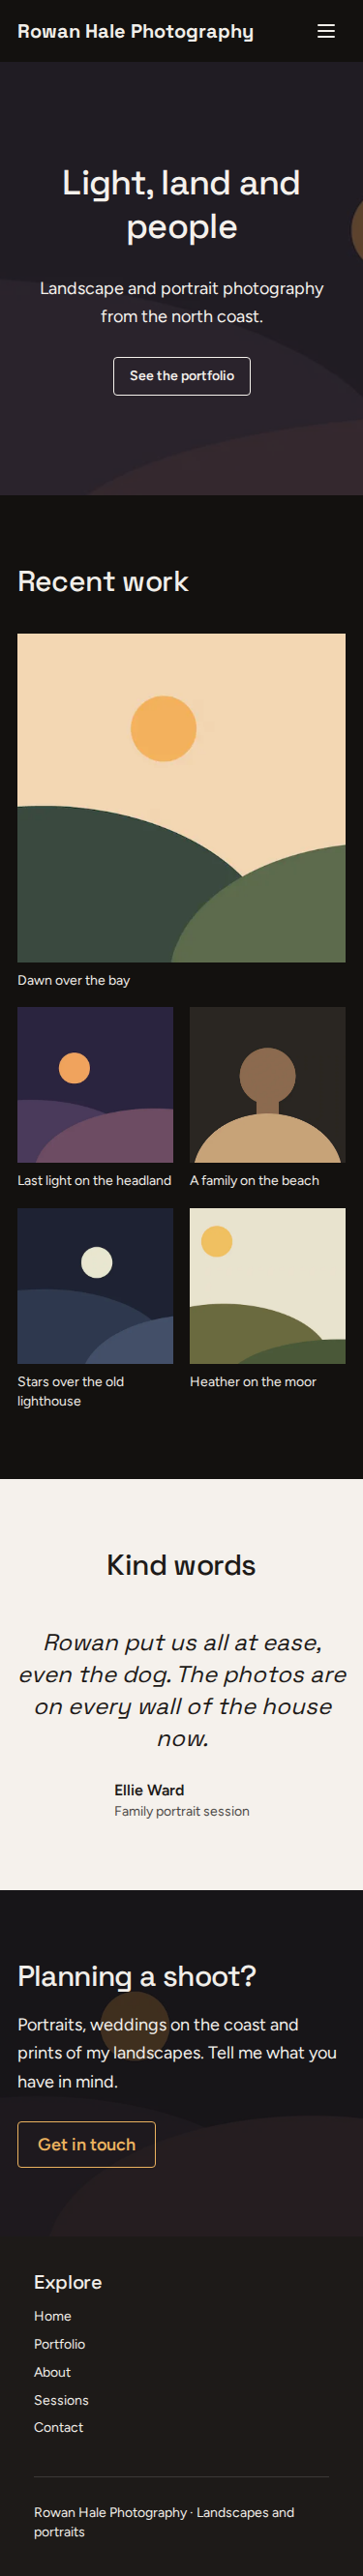 Rowan Hale Photography
Light, land and
people
Landscape and portrait photography
from the north coast.
See the portfolio
Recent work
Dawn over the bay
Last light on the headland
A family on the beach
Stars over the old
lighthouse
Heather on the moor
Kind words
Rowan put us all at ease,
even the dog. The photos are
on every wall of the house
now.
Ellie Ward
Family portrait session
Planning a shoot?
Portraits, weddings on the coast and
prints of my landscapes. Tell me what you
have in mind.
Get in touch
Explore
Home
Portfolio
About
Sessions
Contact
Rowan Hale Photography · Landscapes and
portraits